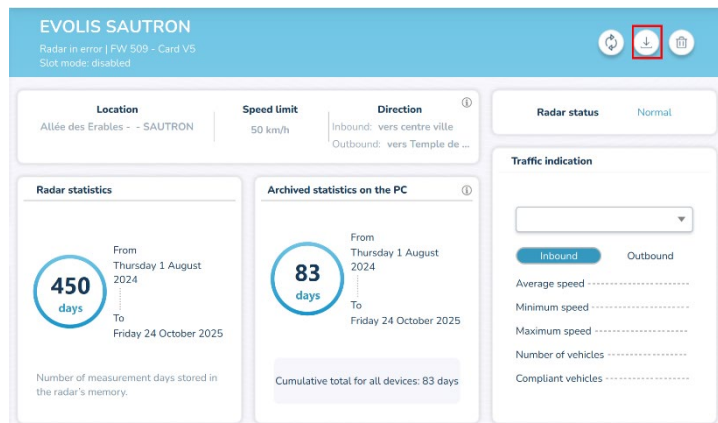 EVOLIS SAUTRON
Radar in error | FW 509 - Card V5
Slot mode: disabled
Location
Allée des Erables - - SAUTRON
Speed limit
50 km/h
Direction
Inbound: vers centre ville
Outbound: vers Temple de ...
Radar status
Normal
Radar statistics
450
days
From
Thursday 1 August
2024
To
Friday 24 October 2025
Number of measurement days stored in
the radar's memory.
Archived statistics on the PC
83
days
From
Thursday 1 August
2024
To
Friday 24 October 2025
Cumulative total for all devices: 83 days
Traffic indication
Inbound
Outbound
Average speed
Minimum speed
Maximum speed
Number of vehicles
Compliant vehicles